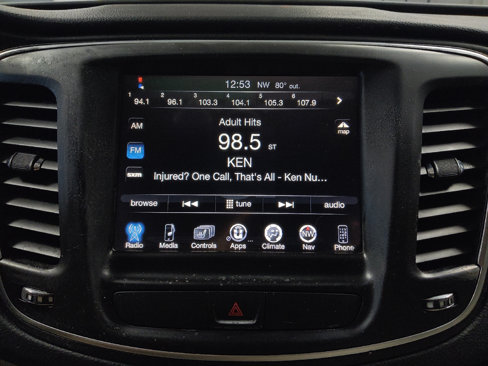 12:53 NW 80° out.
1 94.1 2 96.1 3 103.3 4 104.1 5 105.3 6 107.9
Adult Hits
AM
98.5 ST
map
FM
KEN
sxm
Injured? One Call, That's All - Ken Nu...
browse tune audio
NW
Radio Media Controls Apps Climate Nav Phone